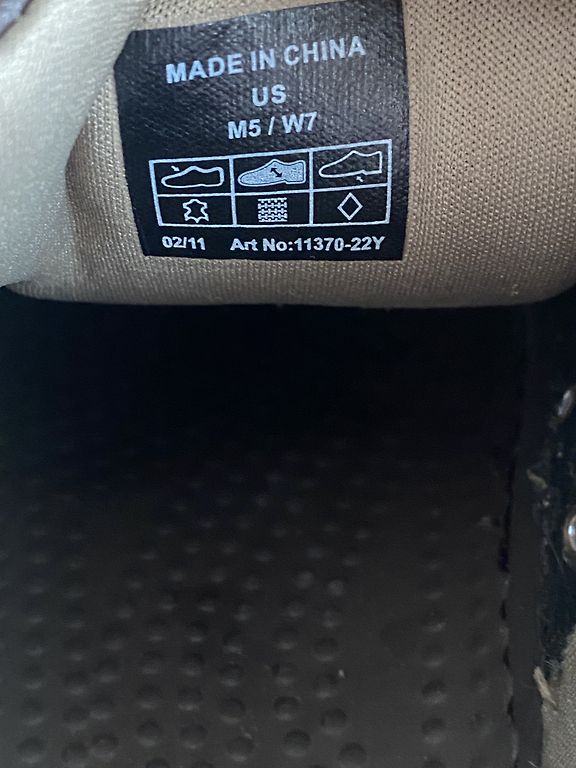 MADE IN CHINA
US
M5 / W7
02/11 Art No:11370-22Y